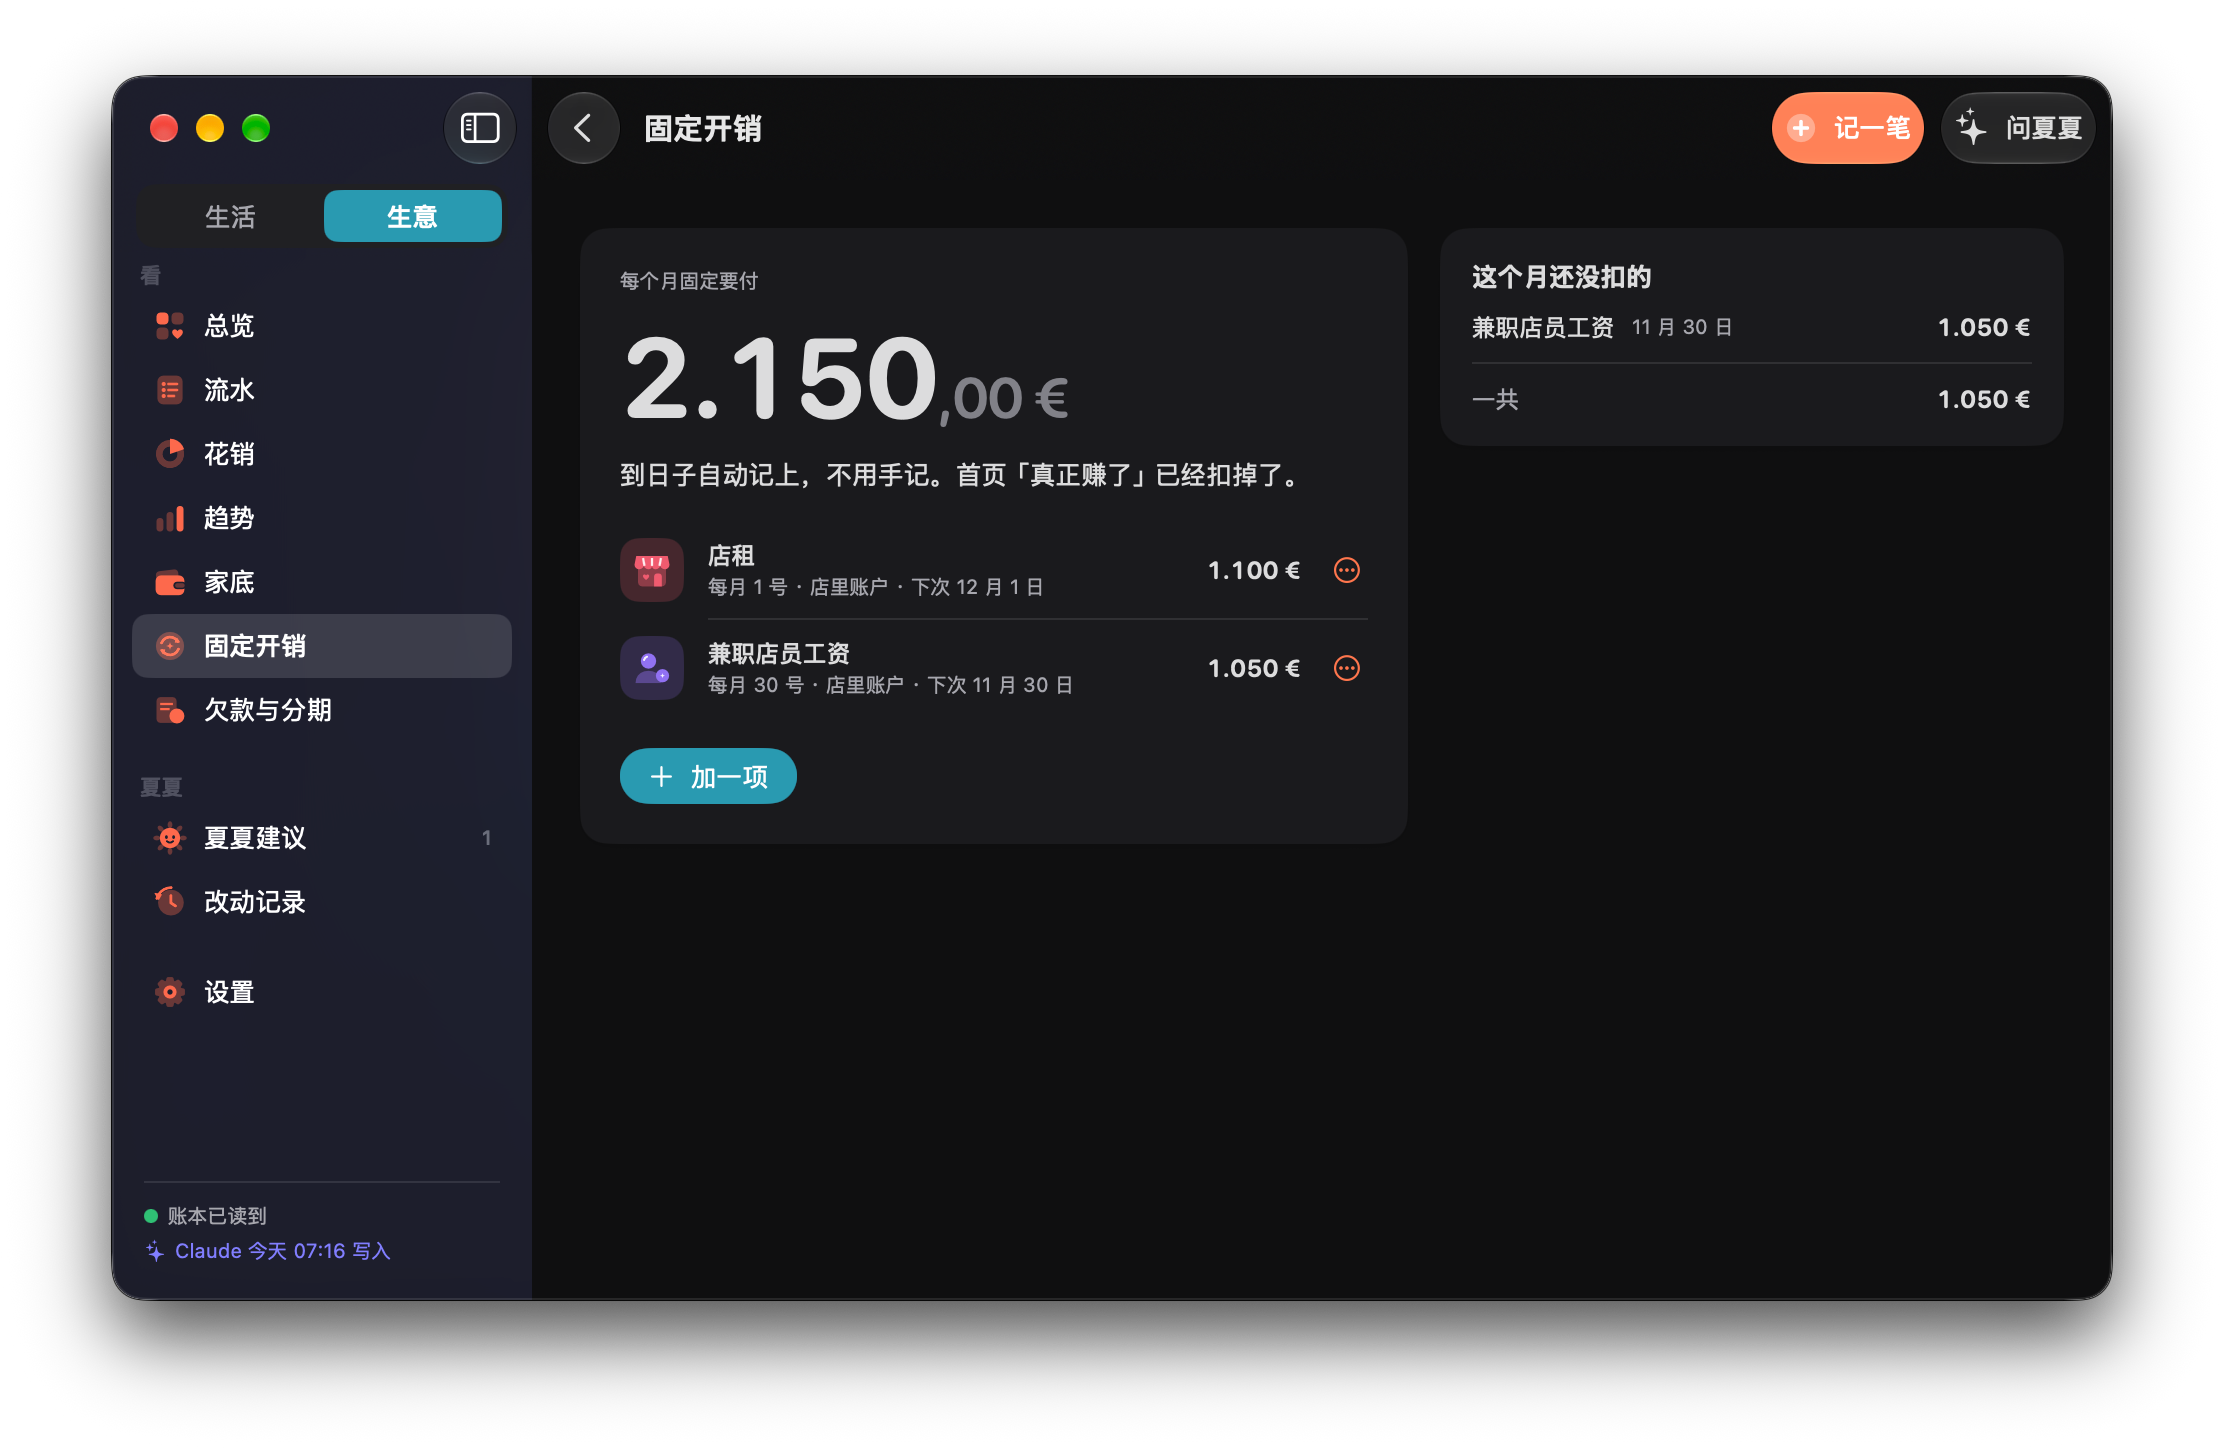 固定开销
记一笔
问夏夏
生活
生意
看
总览
流水
花销
趋势
家底
固定开销
欠款与分期
夏夏
夏夏建议 1
改动记录
设置
账本已读到
Claude 今天 07:16 写入
每个月固定要付
2.150,00 €
到日子自动记上，不用手记。首页「真正赚了」已经扣掉了。
店租
每月 1 号 · 店里账户 · 下次 12 月 1 日
1.100 €
兼职店员工资
每月 30 号 · 店里账户 · 下次 11 月 30 日
1.050 €
加一项
这个月还没扣的
兼职店员工资 11 月 30 日 1.050 €
一共 1.050 €